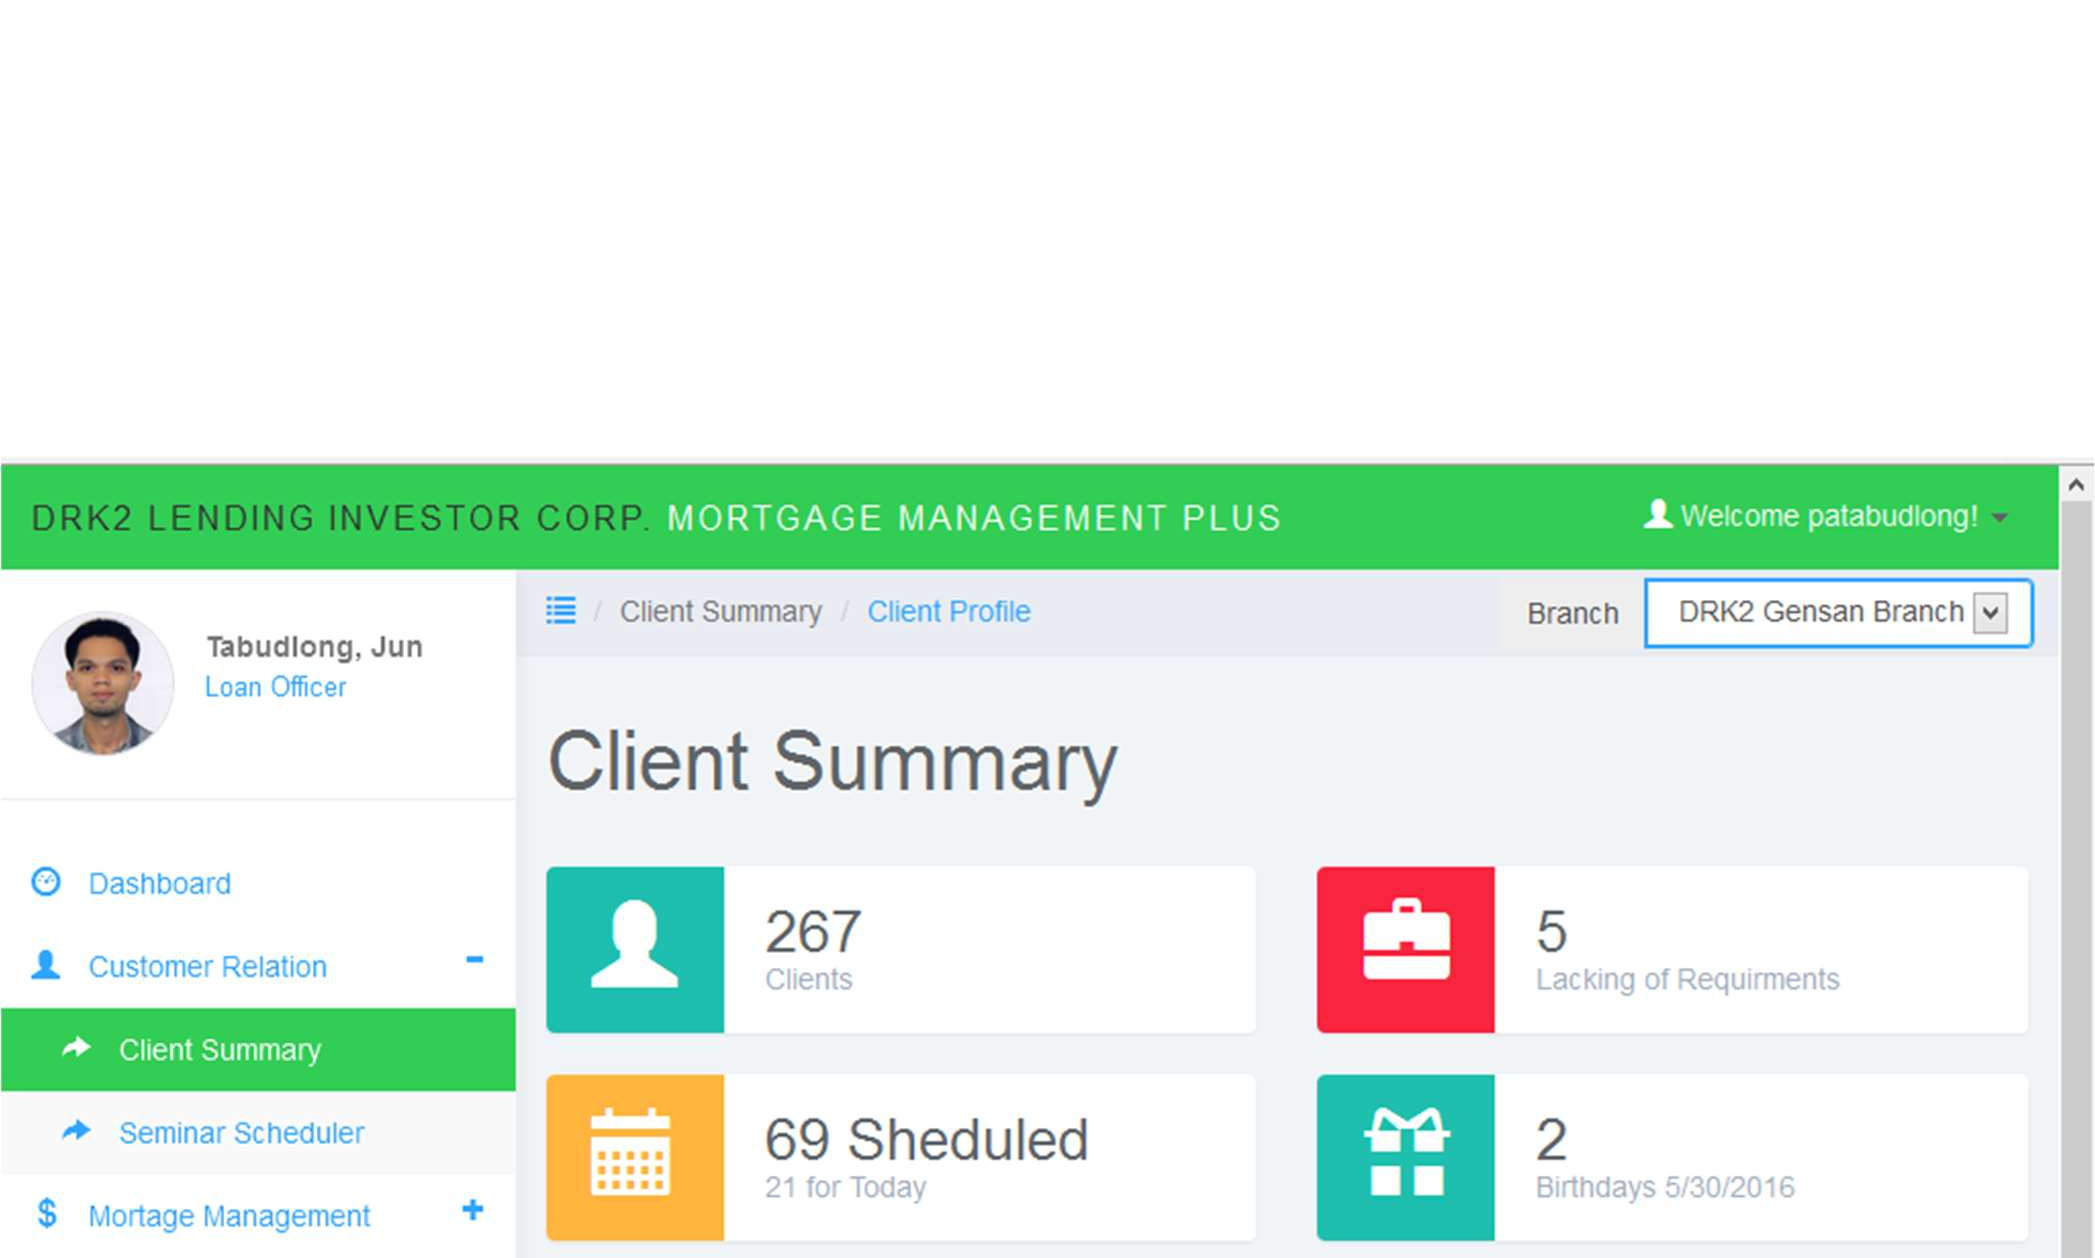 DRK2 LENDING INVESTOR CORP. MORTGAGE MANAGEMENT PLUS
Welcome patabudlong!
Tabudlong, Jun
Loan Officer
/ Client Summary / Client Profile
Branch
DRK2 Gensan Branch
Client Summary
Dashboard
Customer Relation
Client Summary
Seminar Scheduler
$ Mortage Management
267
Clients
5
Lacking of Requirments
69 Sheduled
21 for Today
2
Birthdays 5/30/2016